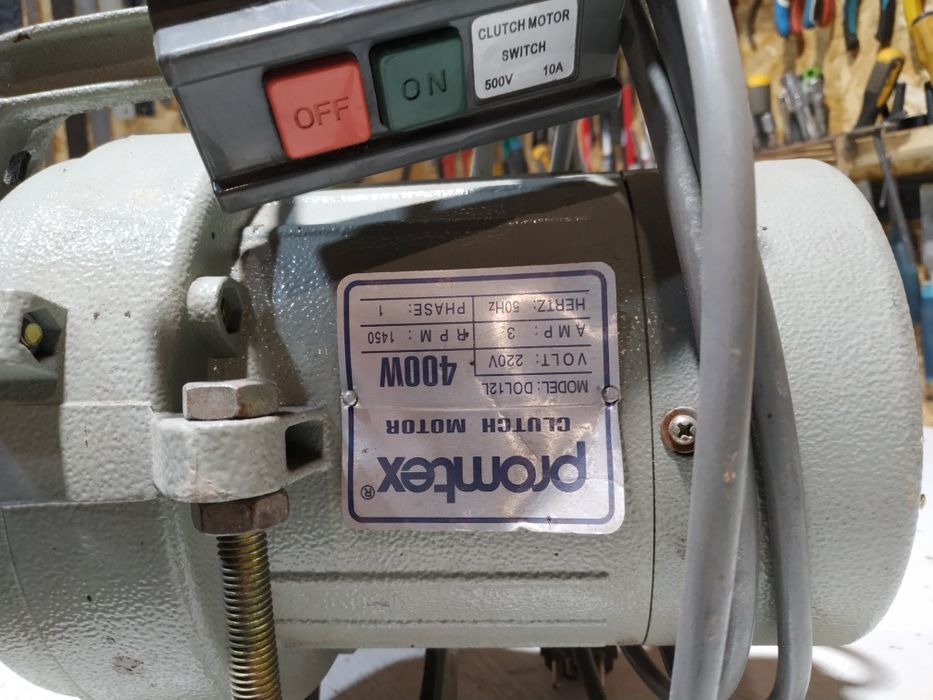 CLUTCH MOTOR
SWITCH
500V 10A
OFF
ON
promtex®
CLUTCH MOTOR
MODEL: DOL12L
VOLT: 220V
400W
AMP: 3
RPM: 1450
HERTZ: 50Hz
PHASE: 1